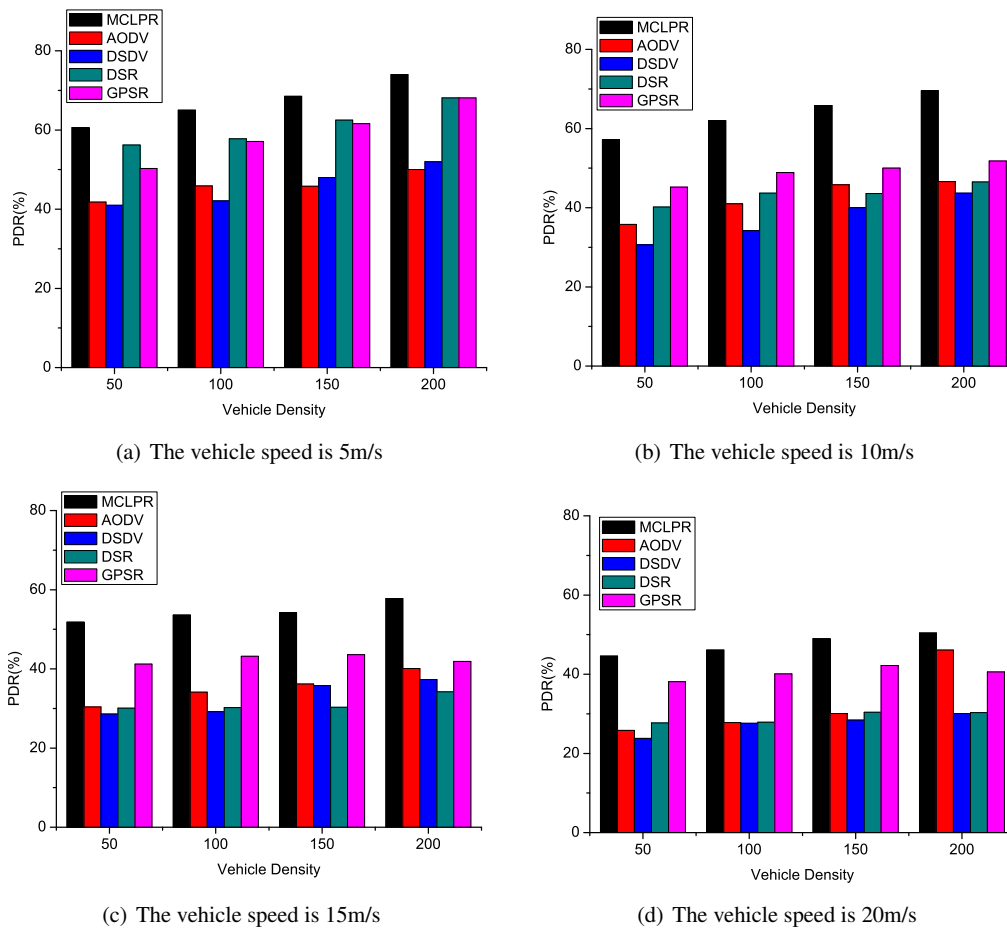 MCLPR
AODV
DSDV
DSR
GPSR
80
60
40
20
0
PDR(%)
50 100 150 200
Vehicle Density
(a) The vehicle speed is 5m/s
MCLPR
AODV
DSDV
DSR
GPSR
80
60
40
20
0
PDR(%)
50 100 150 200
Vehicle Density
(b) The vehicle speed is 10m/s
MCLPR
AODV
DSDV
DSR
GPSR
80
60
40
20
0
PDR(%)
50 100 150 200
Vehicle Density
(c) The vehicle speed is 15m/s
MCLPR
AODV
DSDV
DSR
GPSR
80
60
40
20
0
PDR(%)
50 100 150 200
Vehicle Density
(d) The vehicle speed is 20m/s